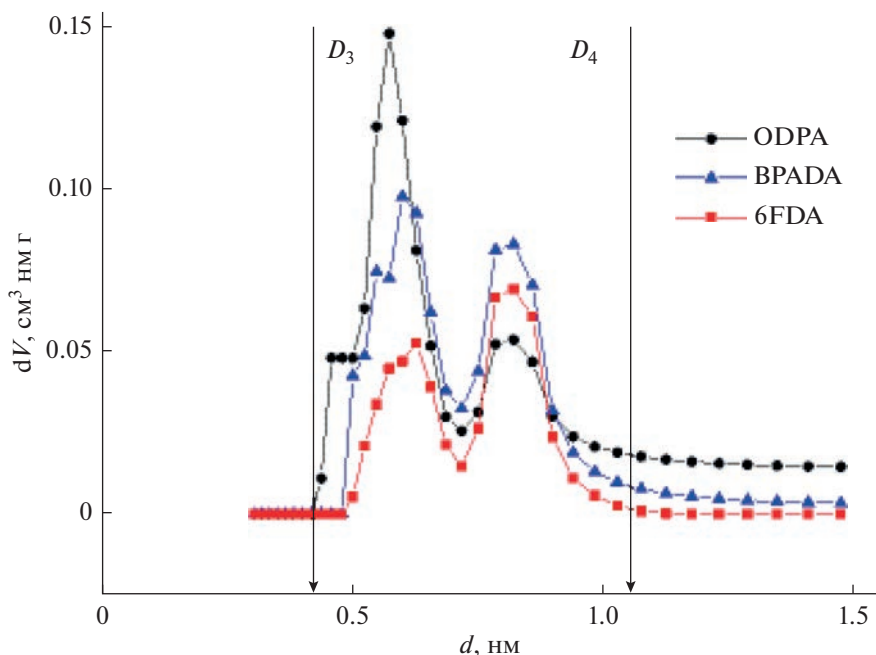 0.15
D₃
D₄
ODPA
BPADA
6FDA
0.10
0.05
0
dV, см³ нм г
0
0.5
1.0
1.5
d, нм